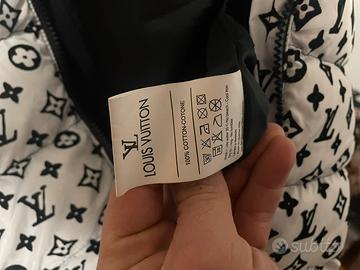 LV
LOUIS VUITTON
100% COTTON-COTONE
subito